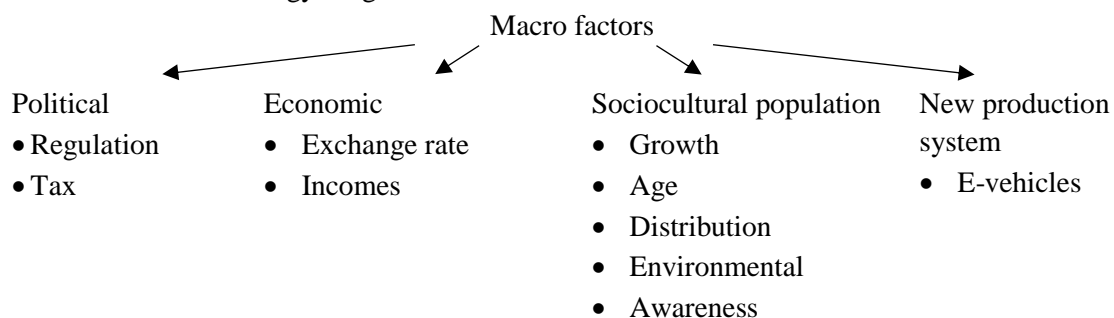 Macro factors
Political
• Regulation
• Tax
Economic
• Exchange rate
• Incomes
Sociocultural population
• Growth
• Age
• Distribution
• Environmental
• Awareness
New production
system
• E-vehicles